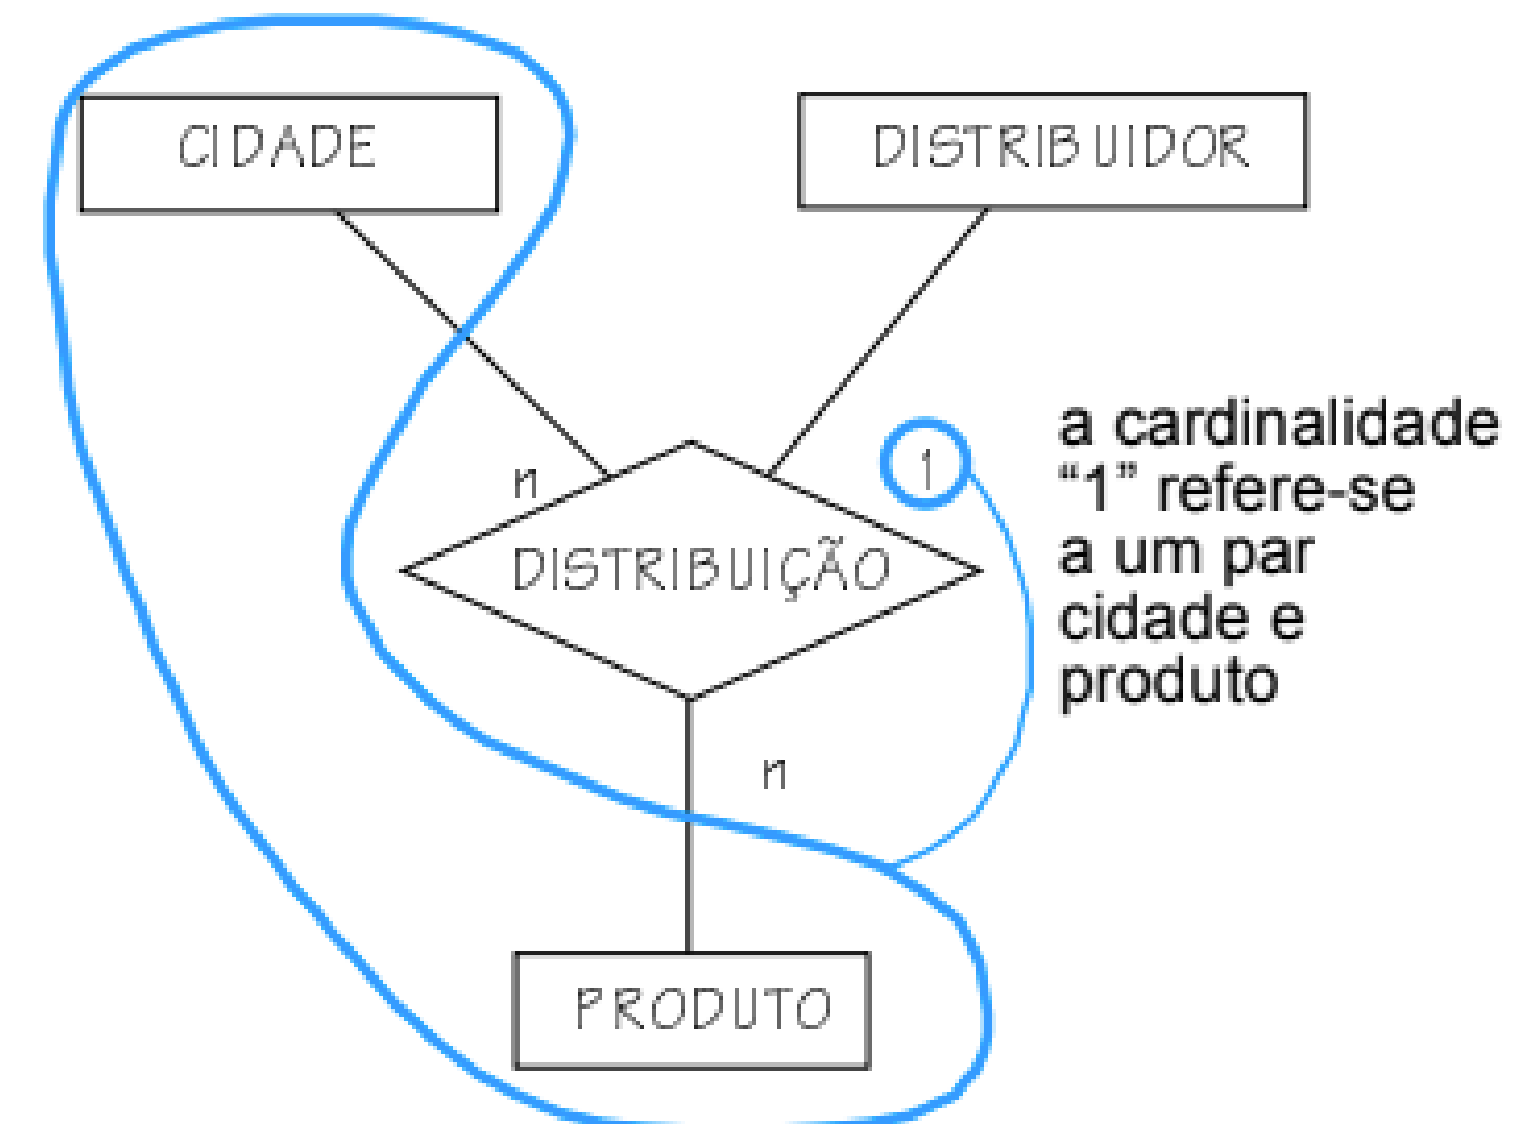 CIDADE
DISTRIBUIDOR
a cardinalidade
“1” refere-se
a um par
cidade e
produto
1
n
DISTRIBUIÇÃO
n
PRODUTO